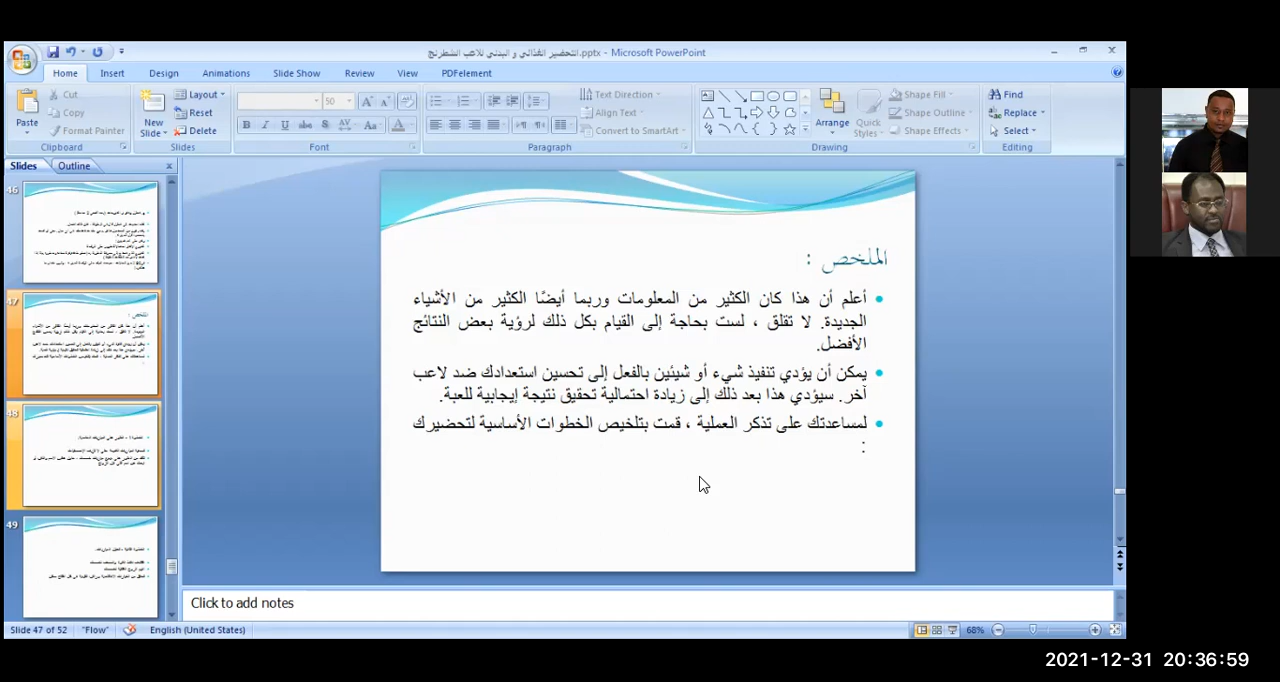 التحضير الغذائي و البدني للاعب الشطرنج.pptx - Microsoft PowerPoint
Home Insert Design Animations Slide Show Review View PDFelement
Paste
Cut
Copy
Format Painter
Clipboard
New Slide
Layout
Reset
Delete
Slides
50
Font
Text Direction
Align Text
Convert to SmartArt
Paragraph
Arrange
Quick Styles
Shape Fill
Shape Outline
Shape Effects
Drawing
Find
Replace
Select
Editing
Slides Outline
46
47
48
49
الملخص :
أعلم أن هذا كان الكثير من المعلومات وربما أيضًا الكثير من الأشياء
الجديدة. لا تقلق ، لست بحاجة إلى القيام بكل ذلك لرؤية بعض النتائج
الأفضل.
يمكن أن يؤدي تنفيذ شيء أو شيئين بالفعل إلى تحسين استعدادك ضد لاعب
آخر. سيؤدي هذا بعد ذلك إلى زيادة احتمالية تحقيق نتيجة إيجابية للعبة.
لمساعدتك على تذكر العملية ، قمت بتلخيص الخطوات الأساسية لتحضيرك
:
Click to add notes
Slide 47 of 52 "Flow" English (United States) 68%
2021-12-31 20:36:59